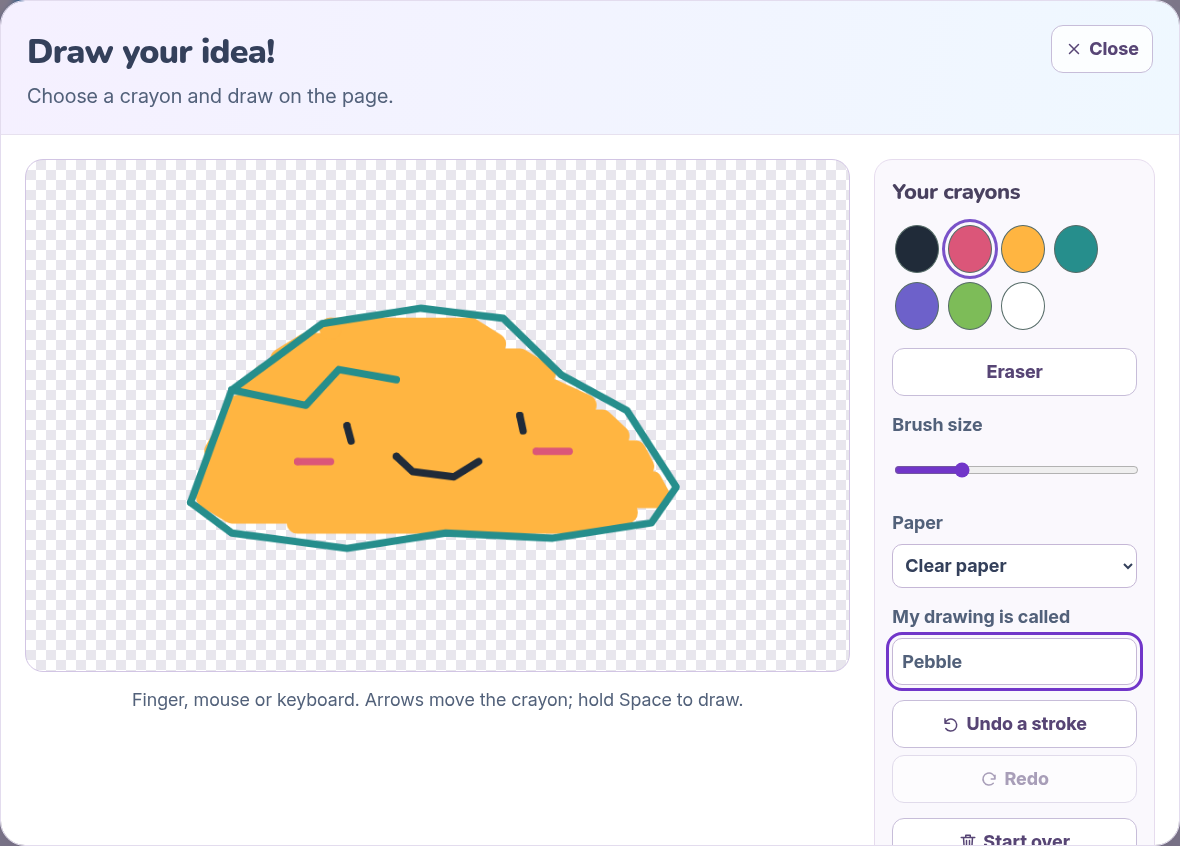 Draw your idea!
Choose a crayon and draw on the page.
Close
Your crayons
Eraser
Brush size
Paper
Clear paper
My drawing is called
Pebble
Finger, mouse or keyboard. Arrows move the crayon; hold Space to draw.
Undo a stroke
Redo
Start over